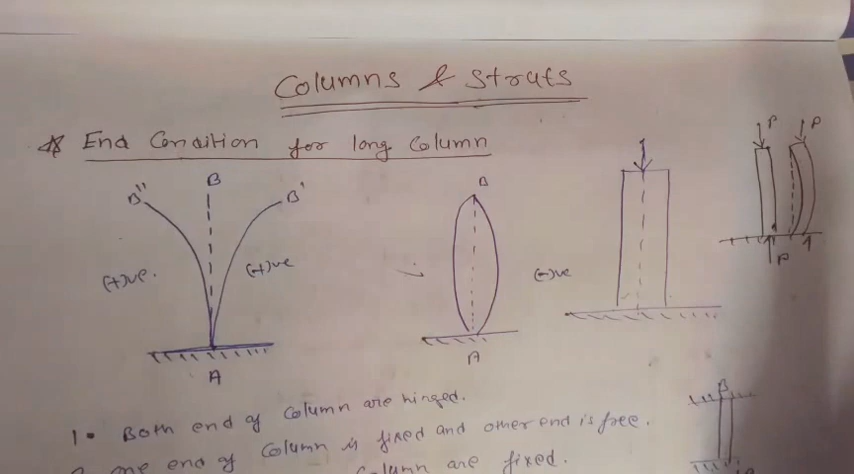 Columns & Struts
End Condition for long Column
B'' B B'
(+)ve. (+)ve
A
B
A
(-)ve
P P
P
B
1. Both end of Column are hinged.
one end of Column is fixed and other end is free.
Column are fixed.